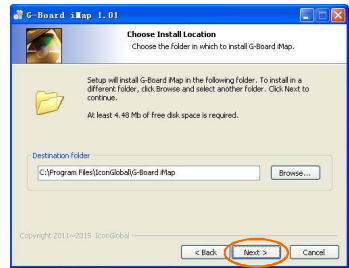 G-Board iMap 1.01
Choose Install Location
Choose the folder in which to install G-Board iMap.
Setup will install G-Board iMap in the following folder. To install in a
different folder, click Browse and select another folder. Click Next to
continue.
At least 4.48 Mb of free disk space is required.
Destination folder
C:\Program Files\IconGlobal\G-Board iMap
Browse...
Copyright 2011~2015 IconGlobal
< Back
Next >
Cancel